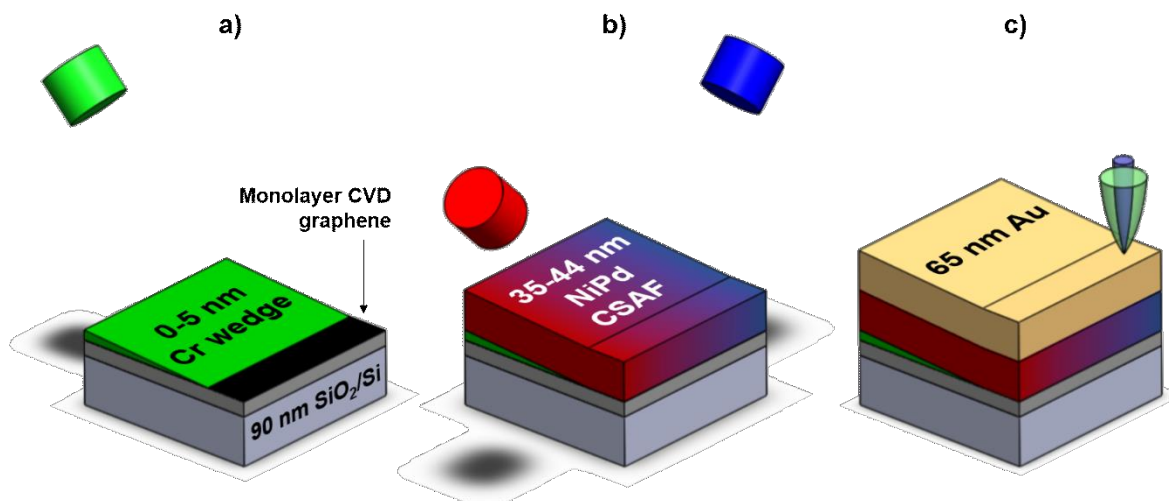 a)
b)
c)
Monolayer CVD
graphene
0-5 nm
Cr wedge
90 nm SiO₂/Si
35-44 nm
NiPd
CSAF
65 nm Au